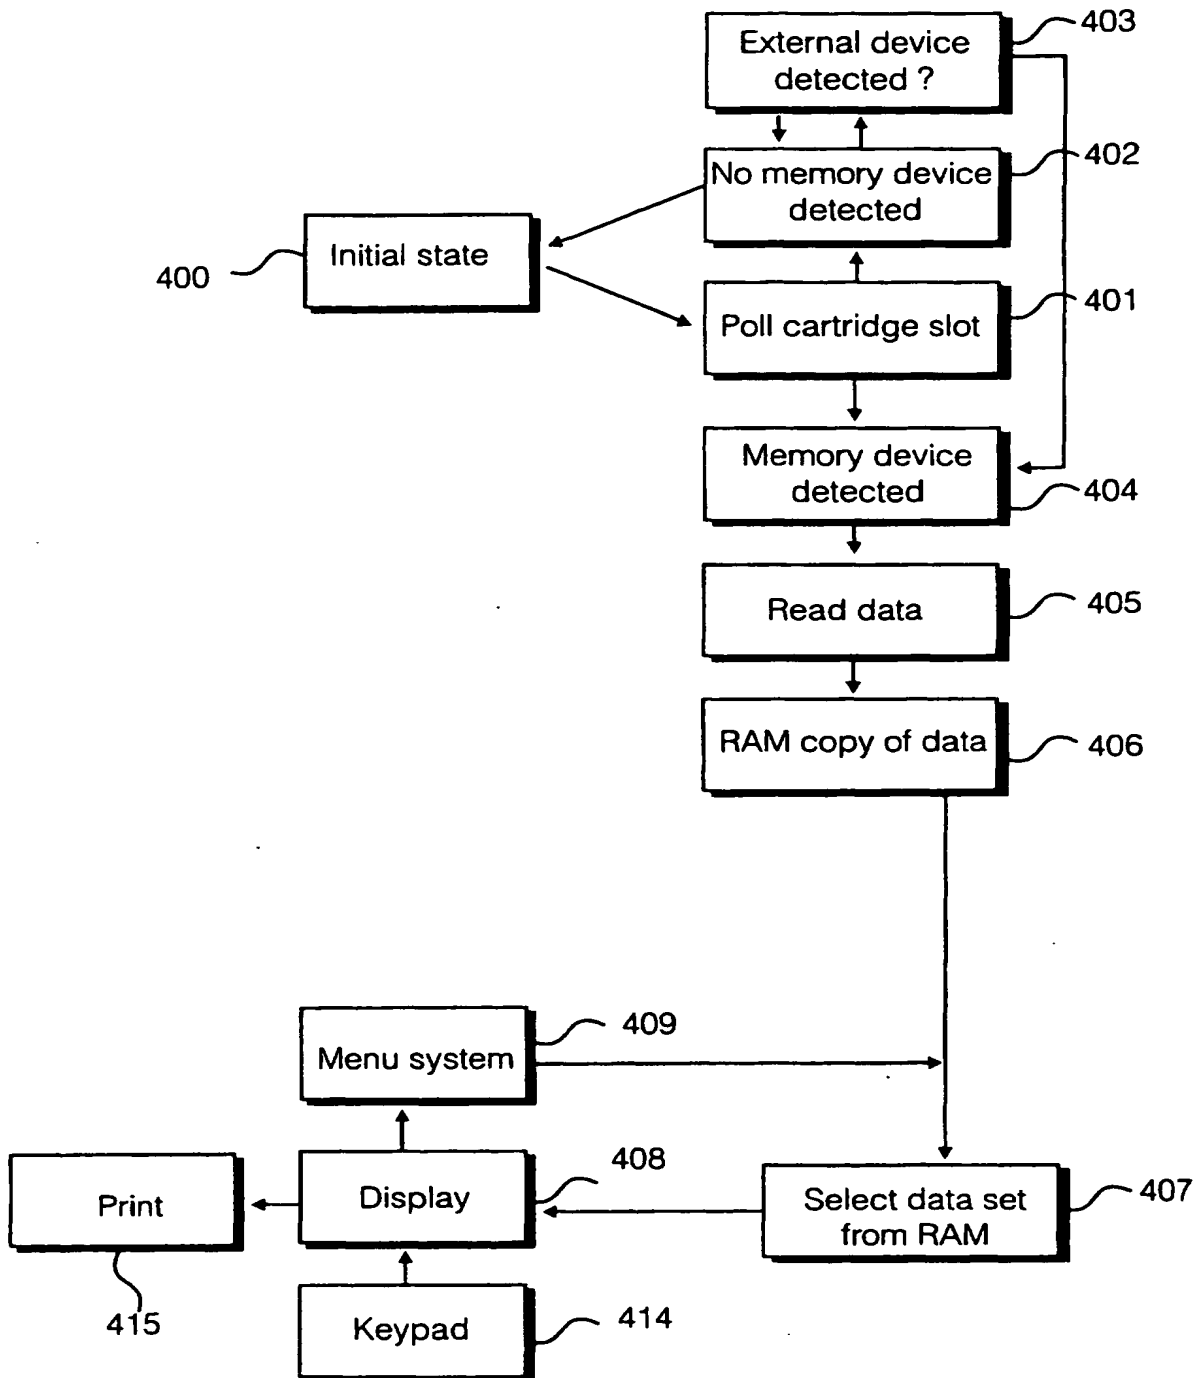 External device
detected ?
403
No memory device
detected
402
Initial state
400
Poll cartridge slot
401
Memory device
detected
404
Read data
405
RAM copy of data
406
Menu system
409
Print
415
Display
408
Select data set
from RAM
407
Keypad
414